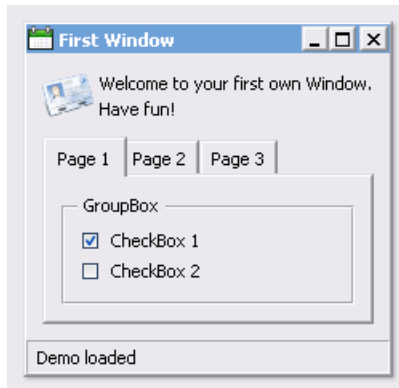 First Window
Welcome to your first own Window.
Have fun!
Page 1 Page 2 Page 3
GroupBox
CheckBox 1
CheckBox 2
Demo loaded